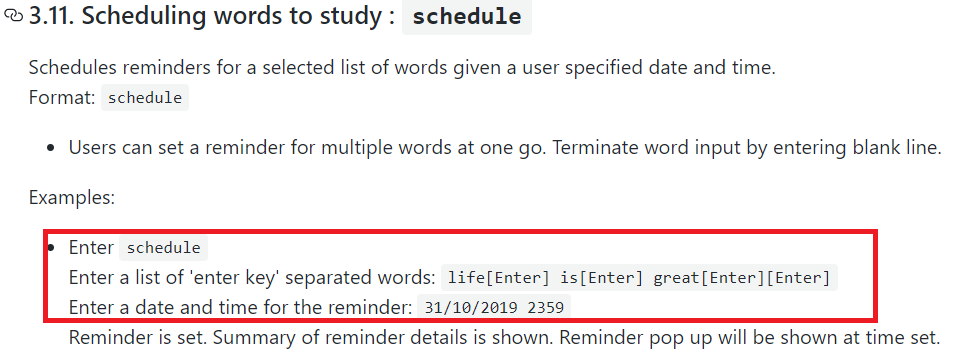 3.11. Scheduling words to study : schedule
Schedules reminders for a selected list of words given a user specified date and time.
Format: schedule
• Users can set a reminder for multiple words at one go. Terminate word input by entering blank line.
Examples:
• Enter schedule
Enter a list of 'enter key' separated words: life[Enter] is[Enter] great[Enter][Enter]
Enter a date and time for the reminder: 31/10/2019 2359
Reminder is set. Summary of reminder details is shown. Reminder pop up will be shown at time set.